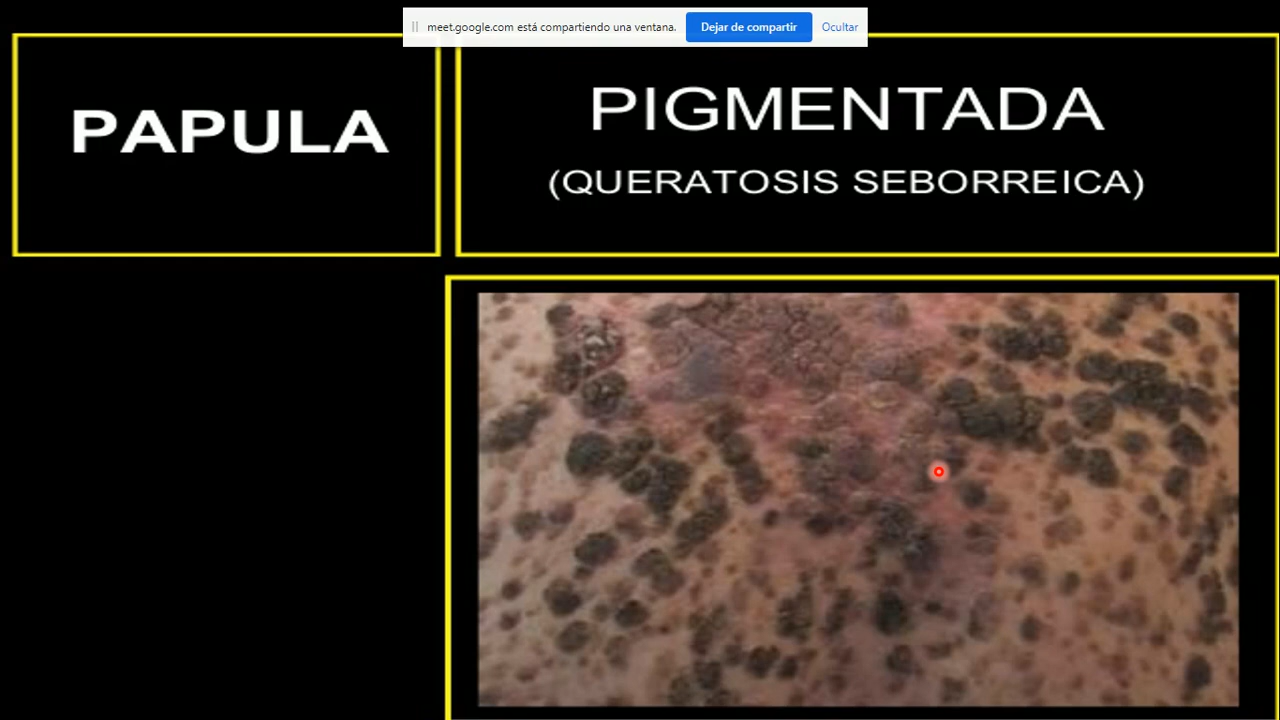 meet.google.com está compartiendo una ventana. Dejar de compartir Ocultar
PAPULA
PIGMENTADA
(QUERATOSIS SEBORREICA)